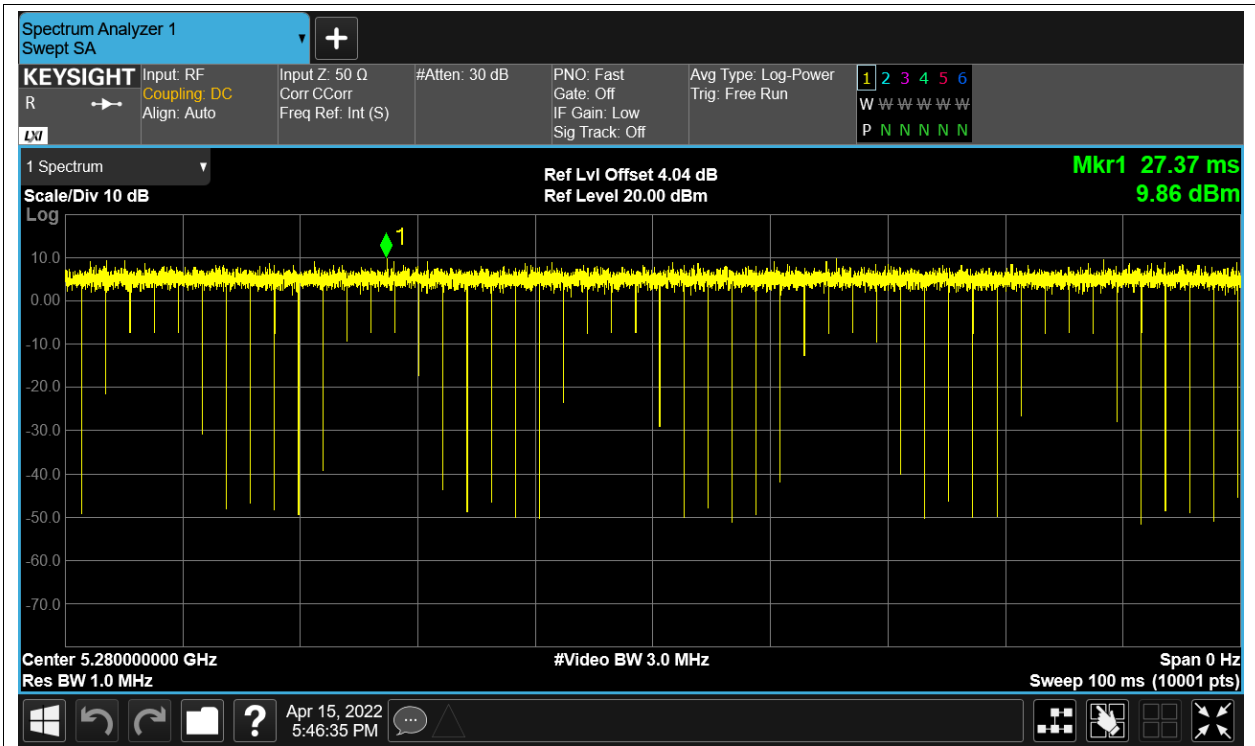 Spectrum Analyzer 1
Swept SA
KEYSIGHT
R
LXI
Input: RF
Coupling: DC
Align: Auto
Input Z: 50 Ω
Corr CCorr
Freq Ref: Int (S)
#Atten: 30 dB
PNO: Fast
Gate: Off
IF Gain: Low
Sig Track: Off
Avg Type: Log-Power
Trig: Free Run
1 2 3 4 5 6
W W W W W W
P N N N N N
1 Spectrum
Scale/Div 10 dB
Log
Ref Lvl Offset 4.04 dB
Ref Level 20.00 dBm
Mkr1 27.37 ms
9.86 dBm
1
10.0
0.00
-10.0
-20.0
-30.0
-40.0
-50.0
-60.0
-70.0
Center 5.280000000 GHz
Res BW 1.0 MHz
#Video BW 3.0 MHz
Span 0 Hz
Sweep 100 ms (10001 pts)
?
Apr 15, 2022
5:46:35 PM